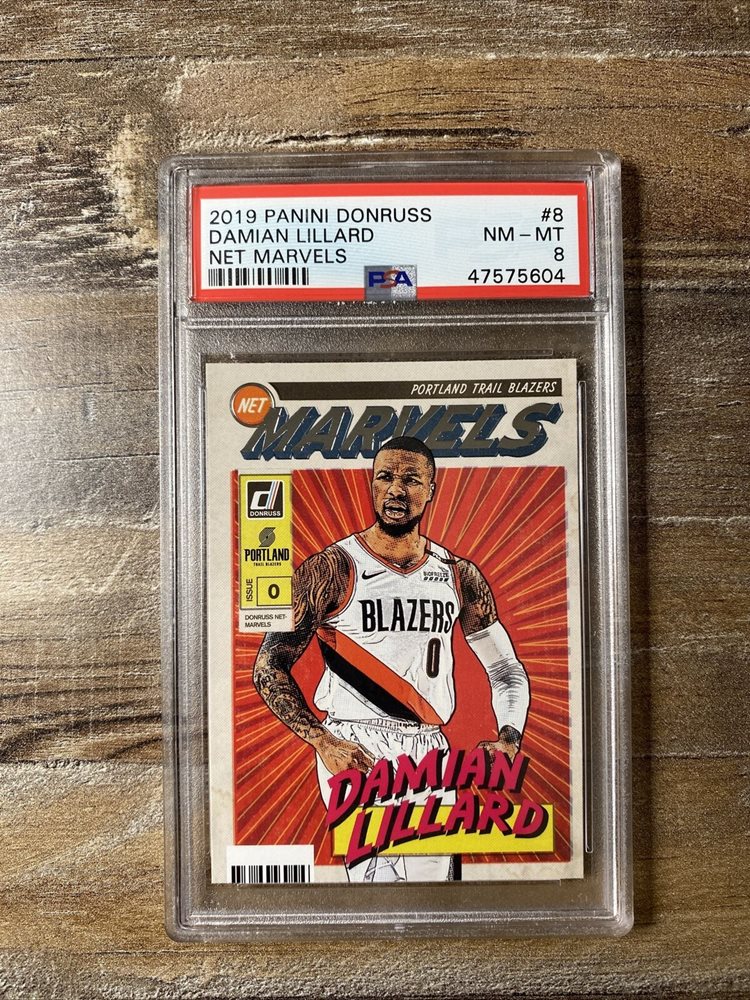 2019 PANINI DONRUSS #8
DAMIAN LILLARD NM – MT
NET MARVELS 8
PSA 47575604
PORTLAND TRAIL BLAZERS
NET
MARVELS
DONRUSS
PORTLAND
TRAIL BLAZERS
ISSUE 0
DONRUSS NET-
MARVELS
BLAZERS
0
DAMIAN
LILLARD